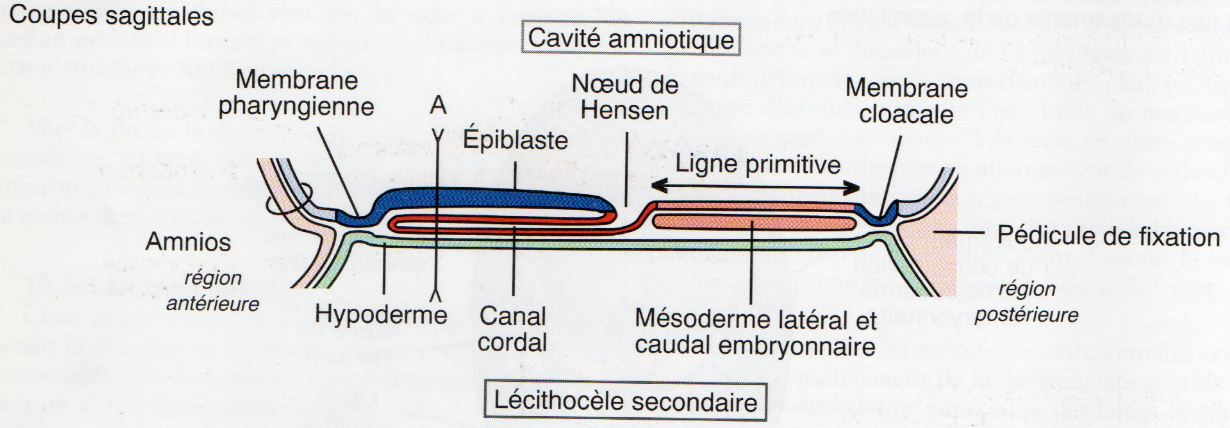 Coupes sagittales
Cavité amniotique
Membrane
pharyngienne
A
Épiblaste
Nœud de
Hensen
Ligne primitive
Membrane
cloacale
Amnios
région
antérieure
Hypoderme
Canal
cordal
Mésoderme latéral et
caudal embryonnaire
Pédicule de fixation
région
postérieure
Lécithocèle secondaire